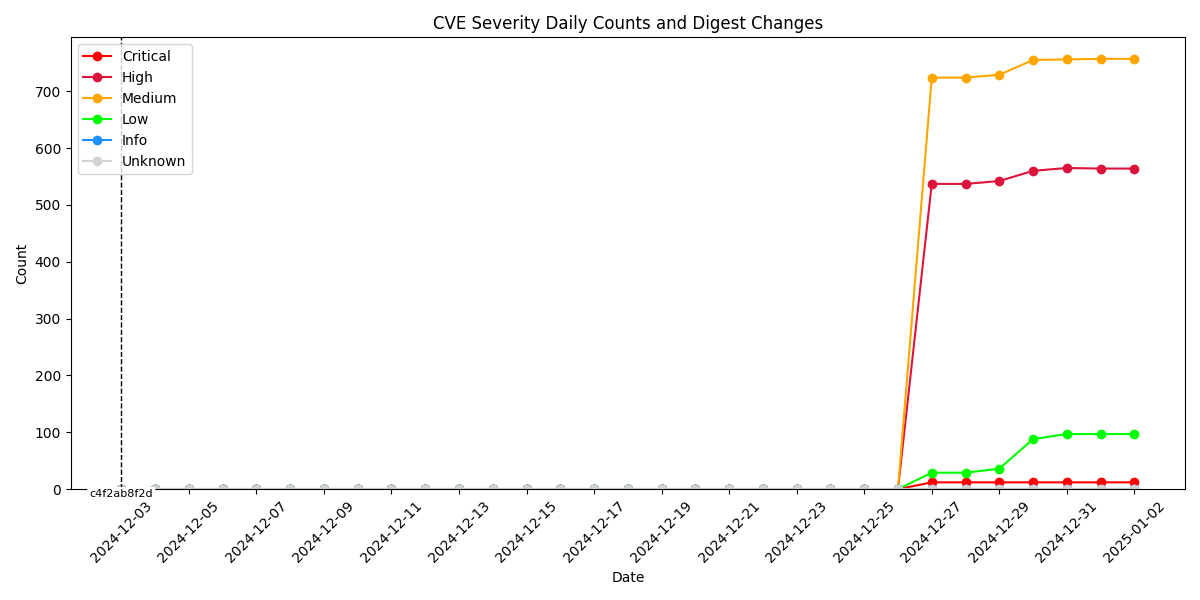 CVE Severity Daily Counts and Digest Changes
Critical
High
Medium
Low
Info
Unknown
Count
700
600
500
400
300
200
100
0
c4f2ab8f2d
2024-12-03
2024-12-05
2024-12-07
2024-12-09
2024-12-11
2024-12-13
2024-12-15
2024-12-17
2024-12-19
2024-12-21
2024-12-23
2024-12-25
2024-12-27
2024-12-29
2024-12-31
2025-01-02
Date